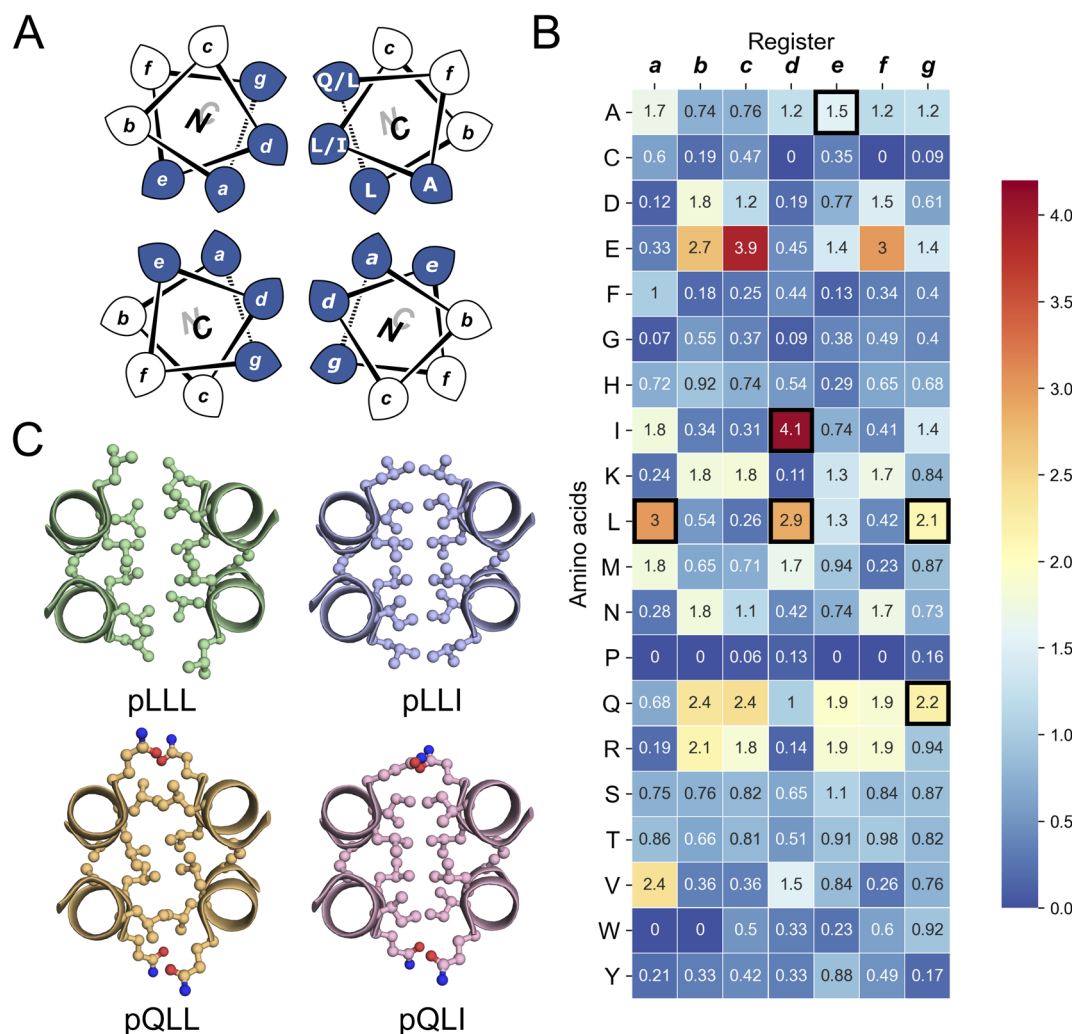 A
c
f
g
b
N
C
d
e
a
c
Q/L
f
L/I
C
b
L
A
e
a
b
N
C
d
f
g
c
a
e
d
C
N
b
g
f
c
B
Register
a b c d e f g
Amino acids
A 1.7 0.74 0.76 1.2 1.5 1.2 1.2
C 0.6 0.19 0.47 0 0.35 0 0.09
D 0.12 1.8 1.2 0.19 0.77 1.5 0.61
E 0.33 2.7 3.9 0.45 1.4 3 1.4
F 1 0.18 0.25 0.44 0.13 0.34 0.4
G 0.07 0.55 0.37 0.09 0.38 0.49 0.4
H 0.72 0.92 0.74 0.54 0.29 0.65 0.68
I 1.8 0.34 0.31 4.1 0.74 0.41 1.4
K 0.24 1.8 1.8 0.11 1.3 1.7 0.84
L 3 0.54 0.26 2.9 1.3 0.42 2.1
M 1.8 0.65 0.71 1.7 0.94 0.23 0.87
N 0.28 1.8 1.1 0.42 0.74 1.7 0.73
P 0 0 0.06 0.13 0 0 0.16
Q 0.68 2.4 2.4 1 1.9 1.9 2.2
R 0.19 2.1 1.8 0.14 1.9 1.9 0.94
S 0.75 0.76 0.82 0.65 1.1 0.84 0.87
T 0.86 0.66 0.81 0.51 0.91 0.98 0.82
V 2.4 0.36 0.36 1.5 0.84 0.26 0.76
W 0 0 0.5 0.33 0.23 0.6 0.92
Y 0.21 0.33 0.42 0.33 0.88 0.49 0.17
4.0
3.5
3.0
2.5
2.0
1.5
1.0
0.5
0.0
C
pLLL
pLLI
pQLL
pQLI